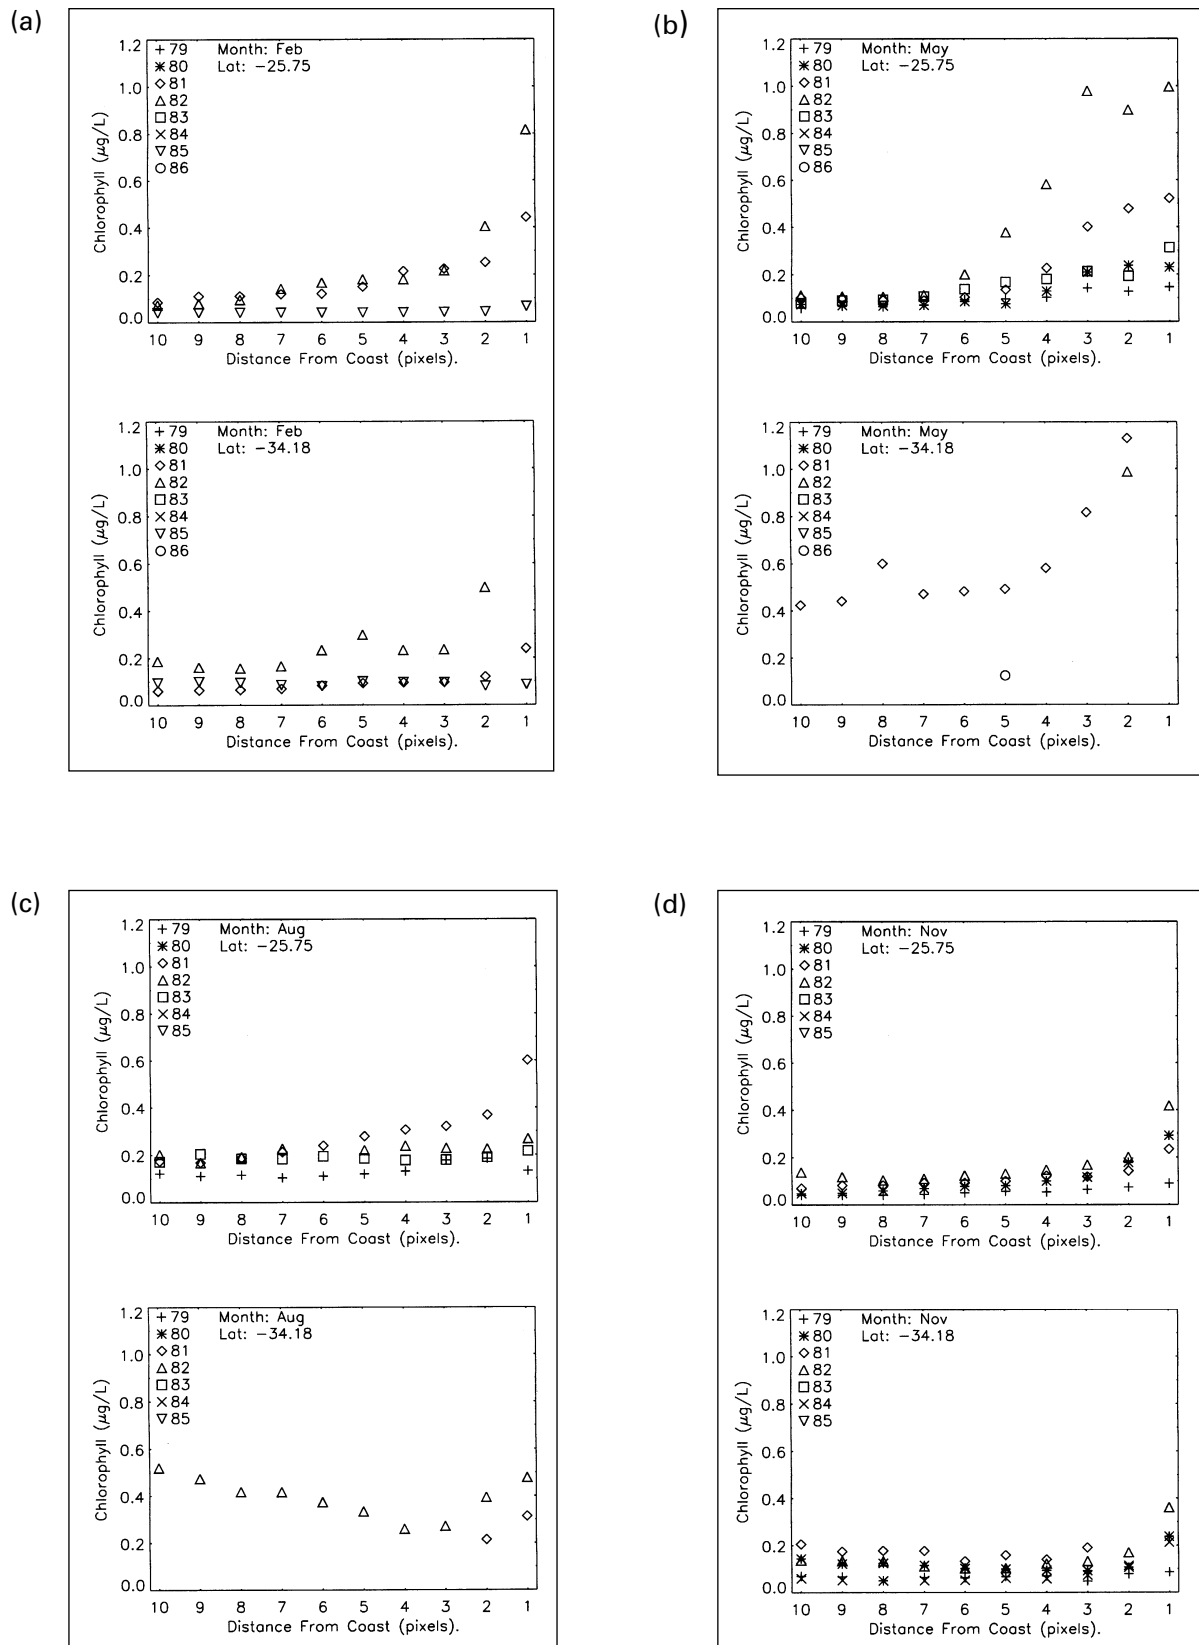 (a)
1.2
1.0
0.8
0.6
0.4
0.2
0.0
Chlorophyll (µg/L)
+ 79 Month: Feb
80 Lat: −25.75
◇ 81
△ 82
□ 83
× 84
▽ 85
○ 86
10 9 8 7 6 5 4 3 2 1
Distance From Coast (pixels).
1.2
1.0
0.8
0.6
0.4
0.2
0.0
Chlorophyll (µg/L)
+ 79 Month: Feb
80 Lat: −34.18
◇ 81
△ 82
□ 83
× 84
▽ 85
○ 86
10 9 8 7 6 5 4 3 2 1
Distance From Coast (pixels).
(b)
1.2
1.0
0.8
0.6
0.4
0.2
0.0
Chlorophyll (µg/L)
+ 79 Month: May
80 Lat: −25.75
◇ 81
△ 82
□ 83
× 84
▽ 85
○ 86
10 9 8 7 6 5 4 3 2 1
Distance From Coast (pixels).
1.2
1.0
0.8
0.6
0.4
0.2
0.0
Chlorophyll (µg/L)
+ 79 Month: May
80 Lat: −34.18
◇ 81
△ 82
□ 83
× 84
▽ 85
○ 86
10 9 8 7 6 5 4 3 2 1
Distance From Coast (pixels).
(c)
1.2
1.0
0.8
0.6
0.4
0.2
0.0
Chlorophyll (µg/L)
+ 79 Month: Aug
80 Lat: −25.75
◇ 81
△ 82
□ 83
× 84
▽ 85
10 9 8 7 6 5 4 3 2 1
Distance From Coast (pixels).
1.2
1.0
0.8
0.6
0.4
0.2
0.0
Chlorophyll (µg/L)
+ 79 Month: Aug
80 Lat: −34.18
◇ 81
△ 82
□ 83
× 84
▽ 85
10 9 8 7 6 5 4 3 2 1
Distance From Coast (pixels).
(d)
1.2
1.0
0.8
0.6
0.4
0.2
0.0
Chlorophyll (µg/L)
+ 79 Month: Nov
80 Lat: −25.75
◇ 81
△ 82
□ 83
× 84
▽ 85
10 9 8 7 6 5 4 3 2 1
Distance From Coast (pixels).
1.2
1.0
0.8
0.6
0.4
0.2
0.0
Chlorophyll (µg/L)
+ 79 Month: Nov
80 Lat: −34.18
◇ 81
△ 82
□ 83
× 84
▽ 85
10 9 8 7 6 5 4 3 2 1
Distance From Coast (pixels).